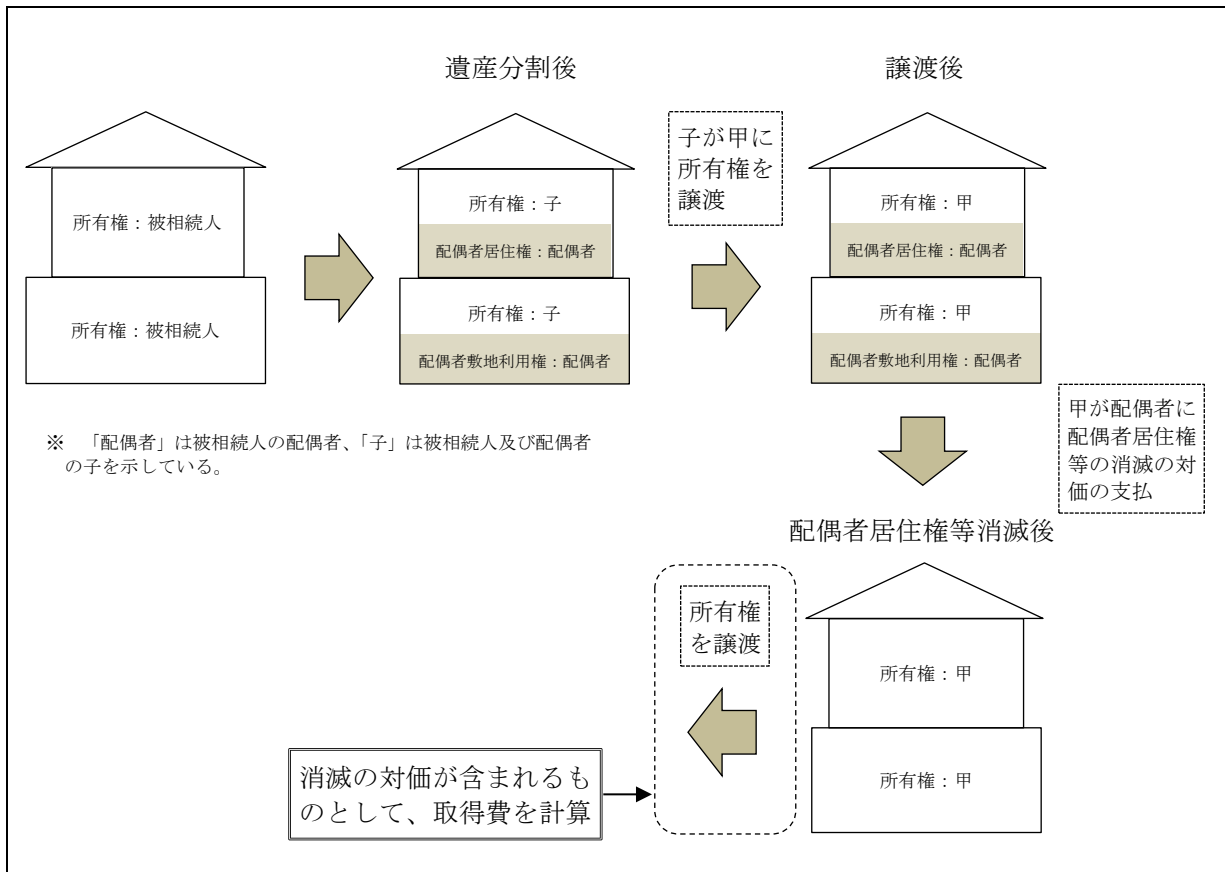 遺産分割後
譲渡後
子が甲に
所有権を
譲渡
所有権：被相続人
所有権：被相続人
所有権：子
配偶者居住権：配偶者
所有権：子
配偶者敷地利用権：配偶者
所有権：甲
配偶者居住権：配偶者
所有権：甲
配偶者敷地利用権：配偶者
※　「配偶者」は被相続人の配偶者、「子」は被相続人及び配偶者
の子を示している。
甲が配偶者に
配偶者居住権
等の消滅の対
価の支払
配偶者居住権等消滅後
所有権
を譲渡
所有権：甲
所有権：甲
消滅の対価が含まれるも
のとして、取得費を計算